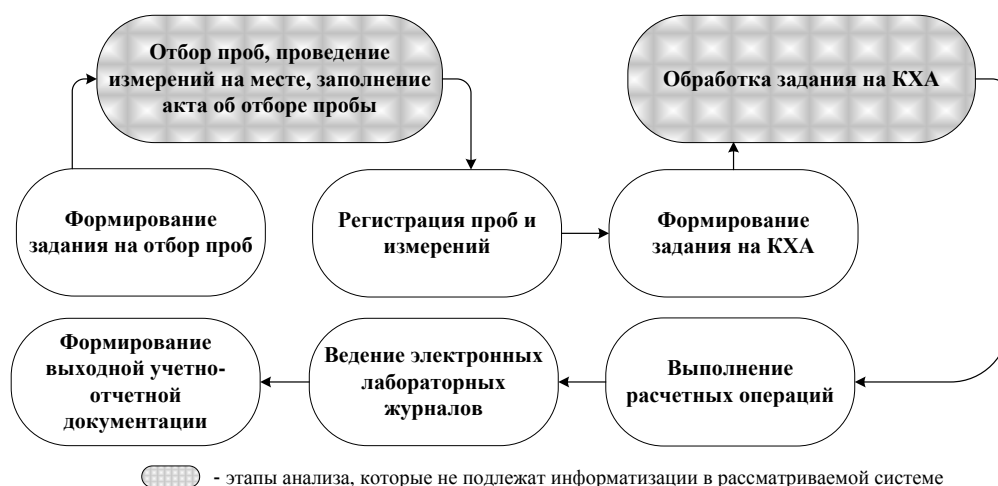 Отбор проб, проведение
измерений на месте, заполнение
акта об отборе пробы
Обработка задания на КХА
Формирование
задания на отбор проб
Регистрация проб и
измерений
Формирование
задания на КХА
Формирование
выходной учетно-
отчетной
документации
Ведение электронных
лабораторных
журналов
Выполнение
расчетных операций
- этапы анализа, которые не подлежат информатизации в рассматриваемой системе